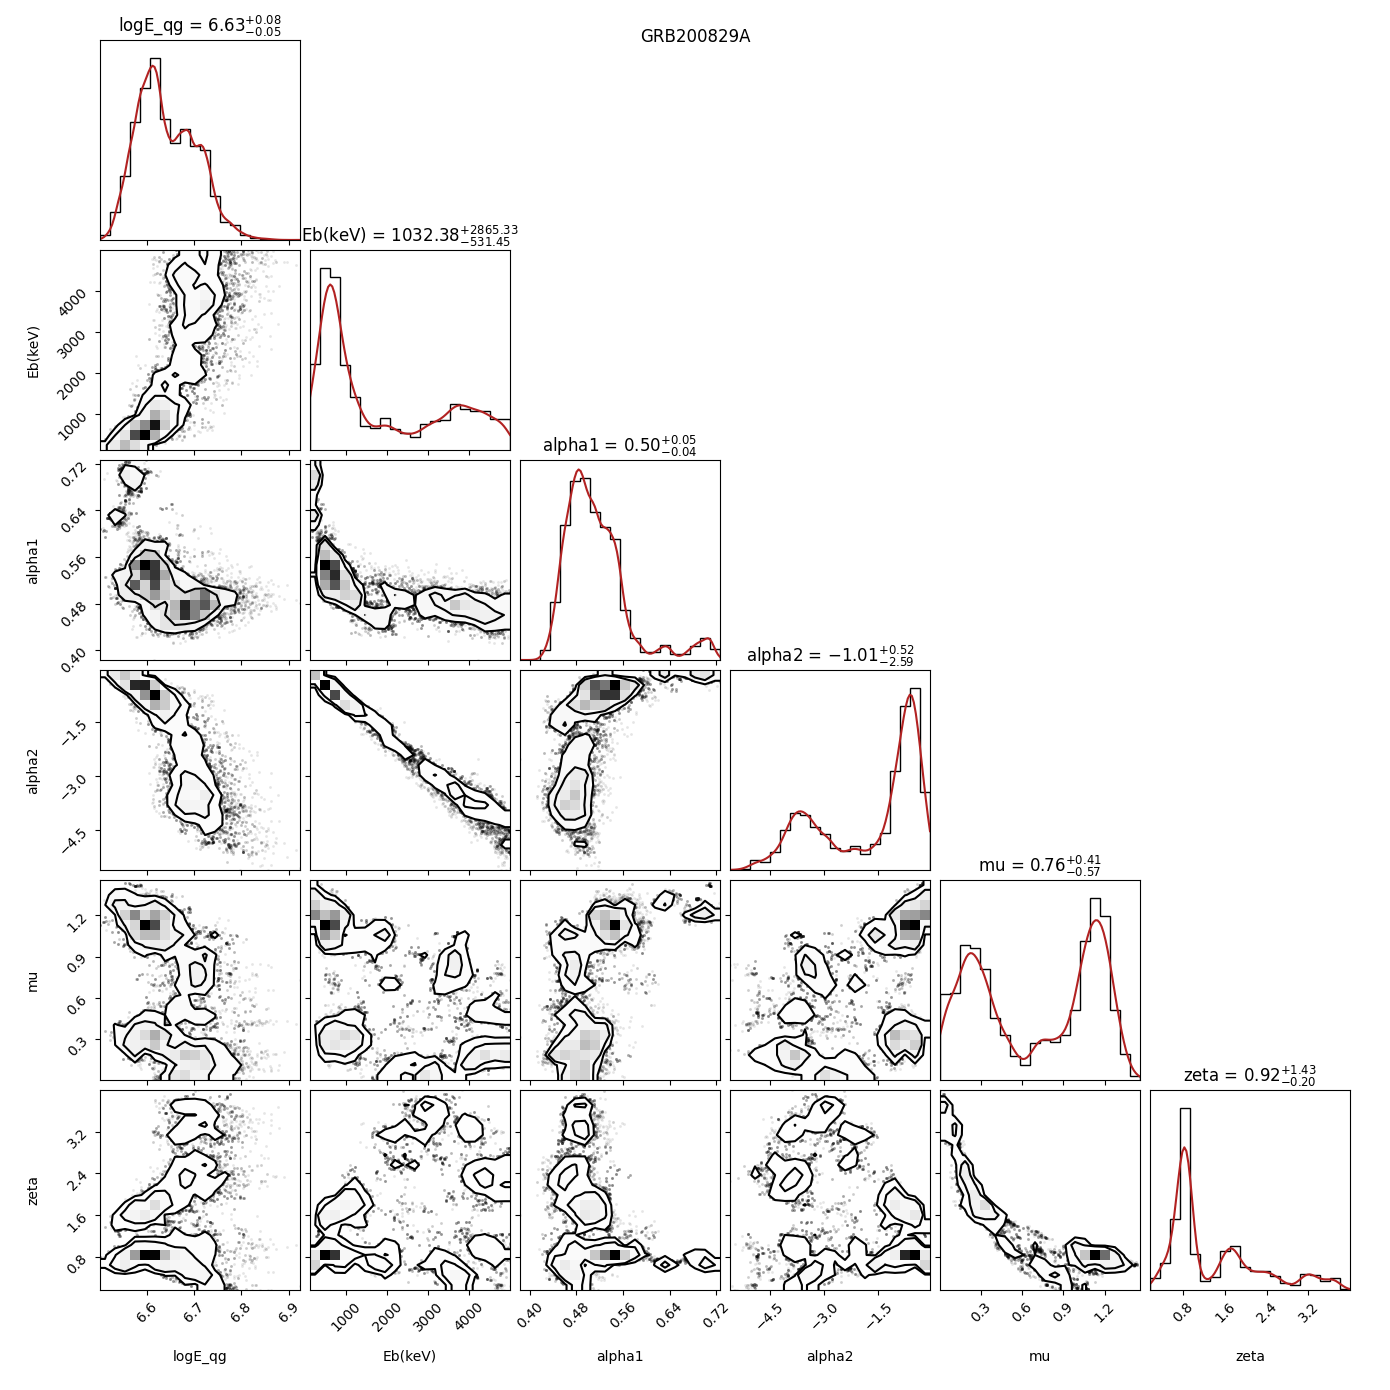 logE_qg = 6.63+0.08−0.05
GRB200829A
Eb(keV) = 1032.38+2865.33−531.45
4000
3000
2000
1000
Eb(keV)
alpha1 = 0.50+0.05−0.04
0.72
0.64
0.56
0.48
0.40
alpha1
alpha2 = −1.01+0.52−2.59
−1.5
−3.0
−4.5
alpha2
mu = 0.76+0.41−0.57
1.2
0.9
0.6
0.3
mu
zeta = 0.92+1.43−0.20
3.2
2.4
1.6
0.8
zeta
6.6 6.7 6.8 6.9 1000 2000 3000 4000 0.40 0.48 0.56 0.64 0.72 −4.5 −3.0 −1.5 0.3 0.6 0.9 1.2 0.8 1.6 2.4 3.2
logE_qg Eb(keV) alpha1 alpha2 mu zeta